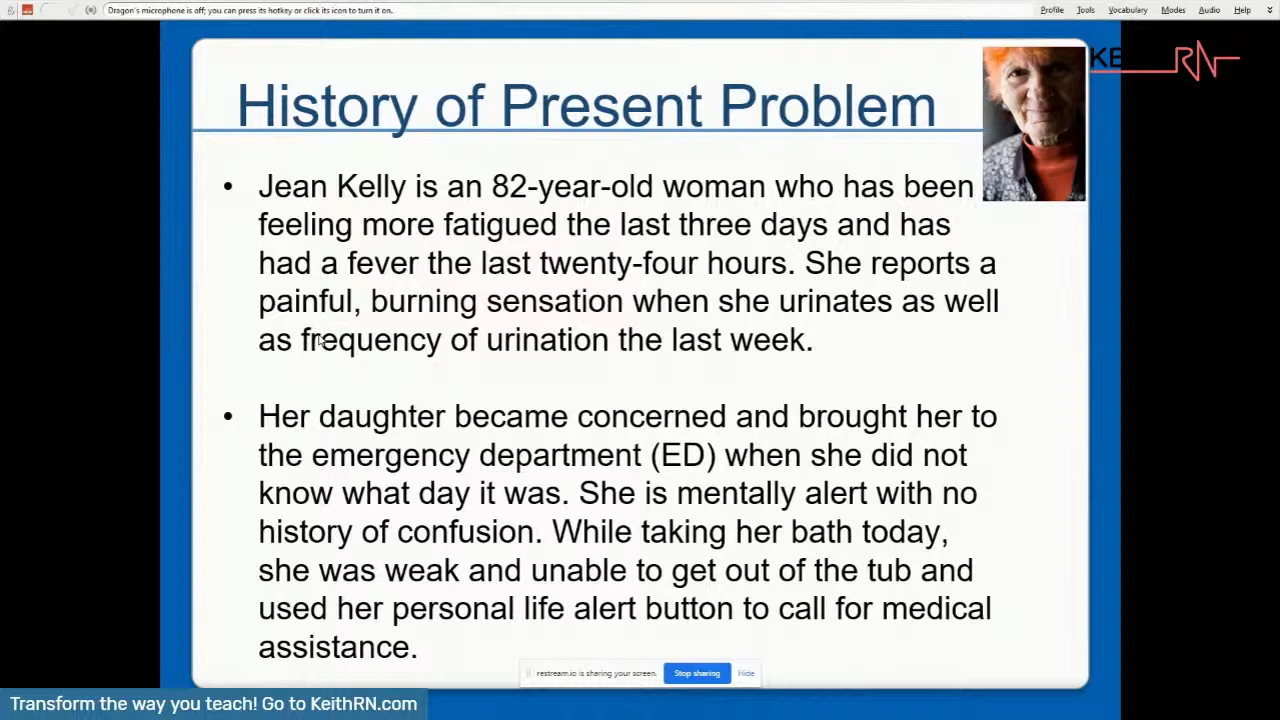 Dragon's microphone is off; you can press its hotkey or click its icon to turn it on.
Profile Tools Vocabulary Modes Audio Help
KE RN
History of Present Problem
• Jean Kelly is an 82-year-old woman who has been
feeling more fatigued the last three days and has
had a fever the last twenty-four hours. She reports a
painful, burning sensation when she urinates as well
as frequency of urination the last week.
• Her daughter became concerned and brought her to
the emergency department (ED) when she did not
know what day it was. She is mentally alert with no
history of confusion. While taking her bath today,
she was weak and unable to get out of the tub and
used her personal life alert button to call for medical
assistance.
restream.io is sharing your screen. Stop sharing Hide
Transform the way you teach! Go to KeithRN.com